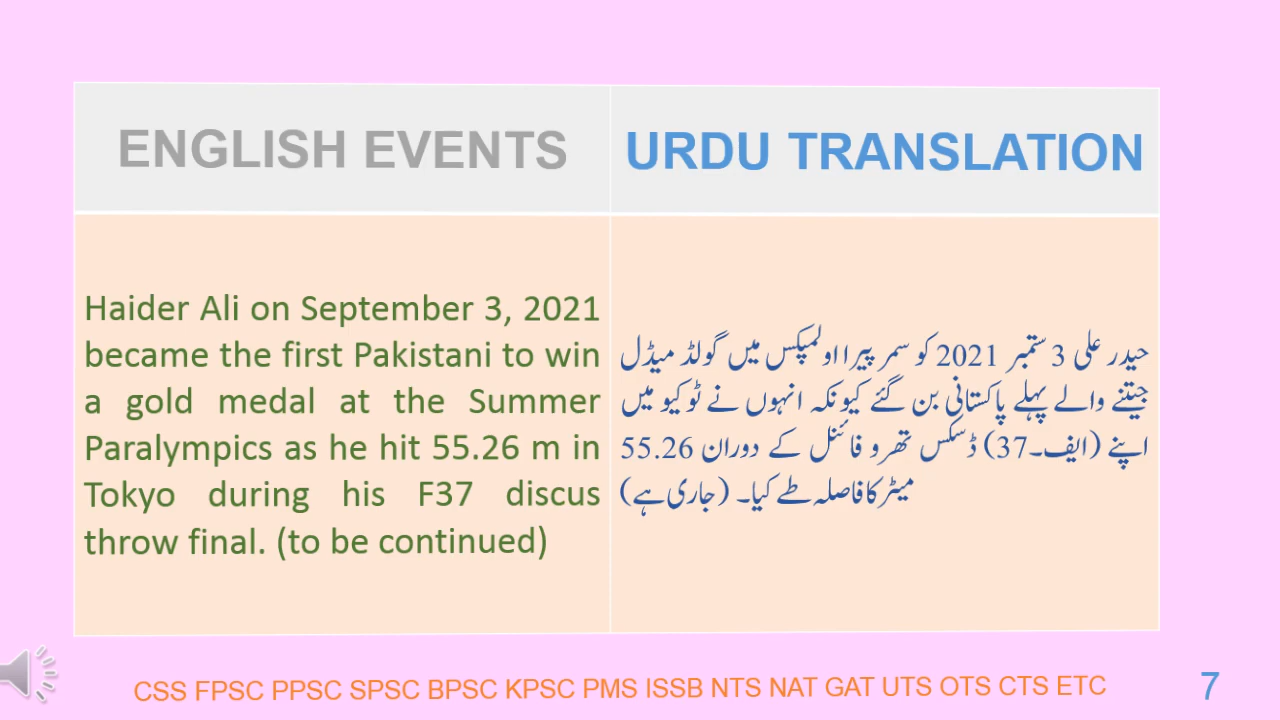 ENGLISH EVENTS
URDU TRANSLATION
Haider Ali on September 3, 2021
became the first Pakistani to win
a gold medal at the Summer
Paralympics as he hit 55.26 m in
Tokyo during his F37 discus
throw final. (to be continued)
حیدر علی 3 ستمبر 2021 کو سمر پیرا اولمپکس میں گولڈ میڈل
جیتنے والے پہلے پاکستانی بن گئے کیونکہ انہوں نے ٹوکیو میں
اپنے (ایف۔37) ڈسکس تھرو فائنل کے دوران 55.26
میٹر کا فاصلہ طے کیا۔ (جاری ہے)
CSS FPSC PPSC SPSC BPSC KPSC PMS ISSB NTS NAT GAT UTS OTS CTS ETC
7